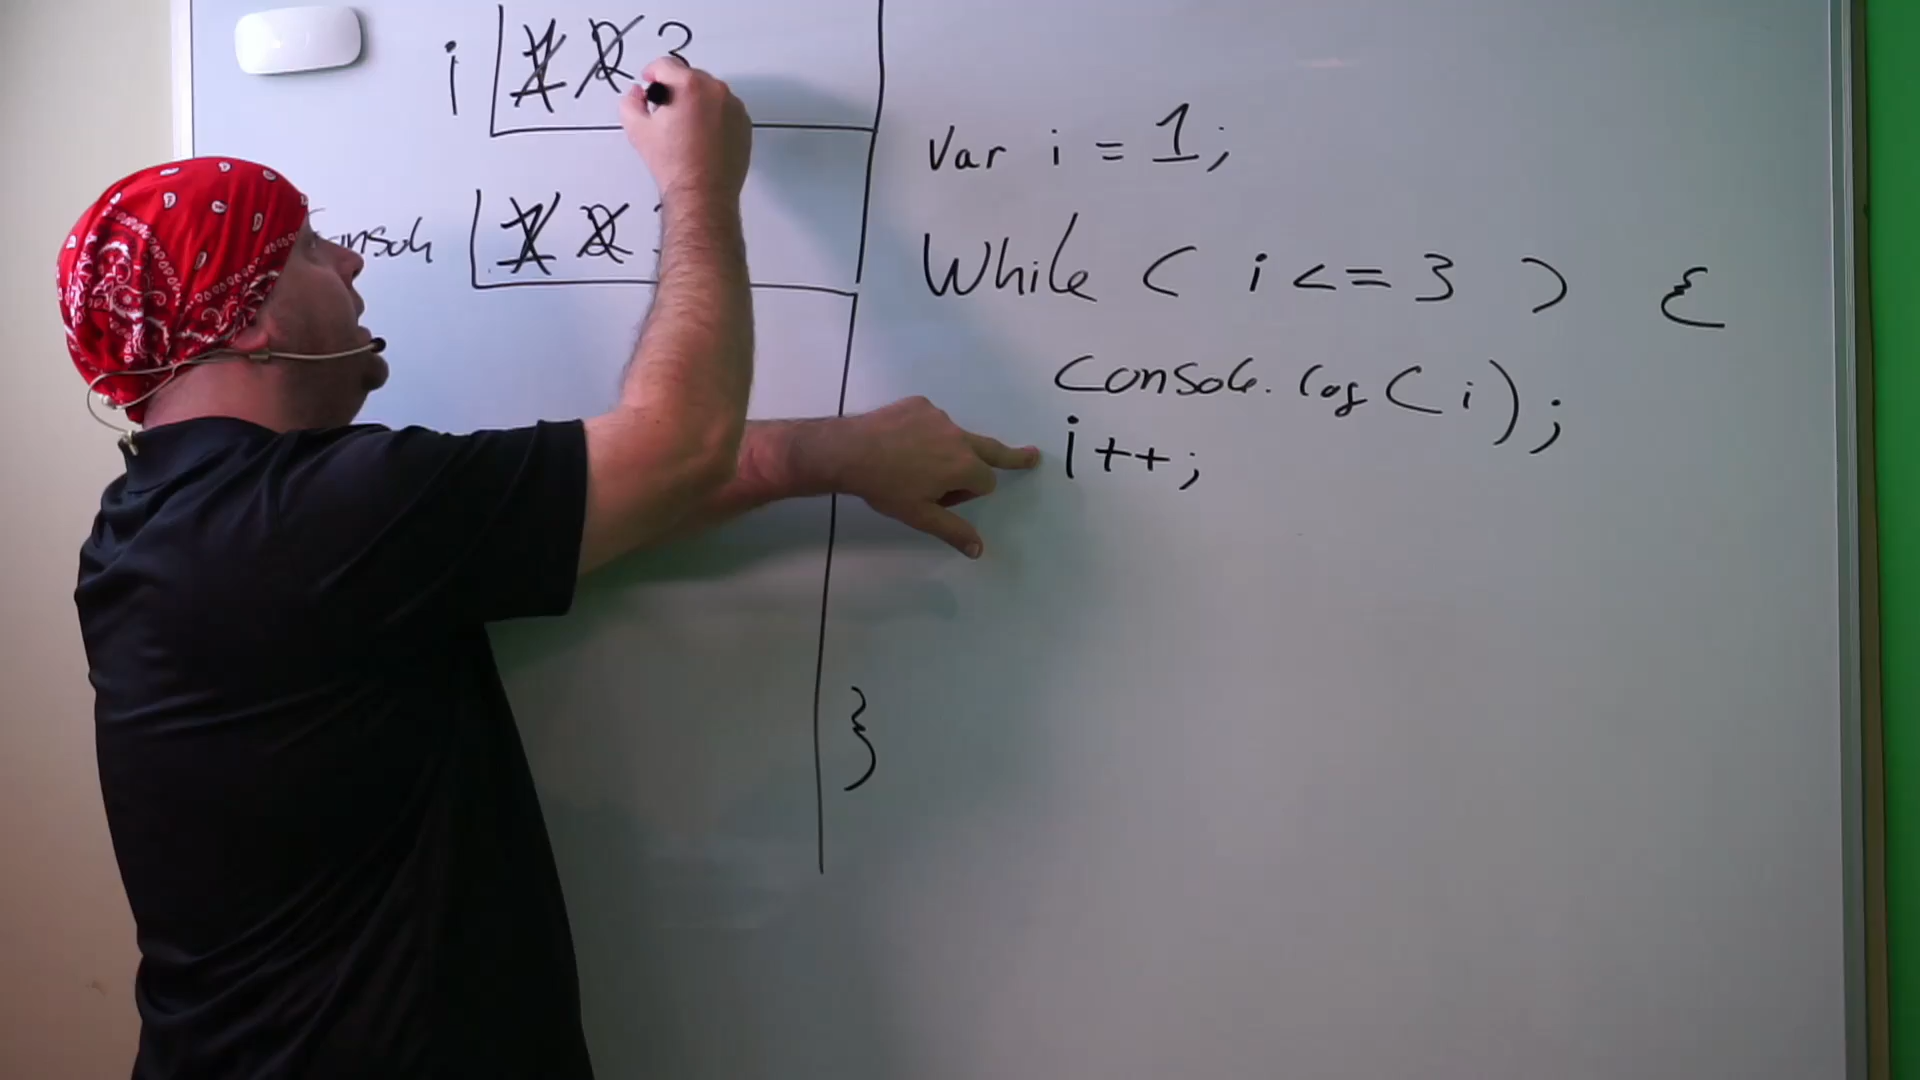 i 1 2 3
1 2
Var i = 1;
While ( i <= 3 ) {
Console.log ( i );
i++;
}